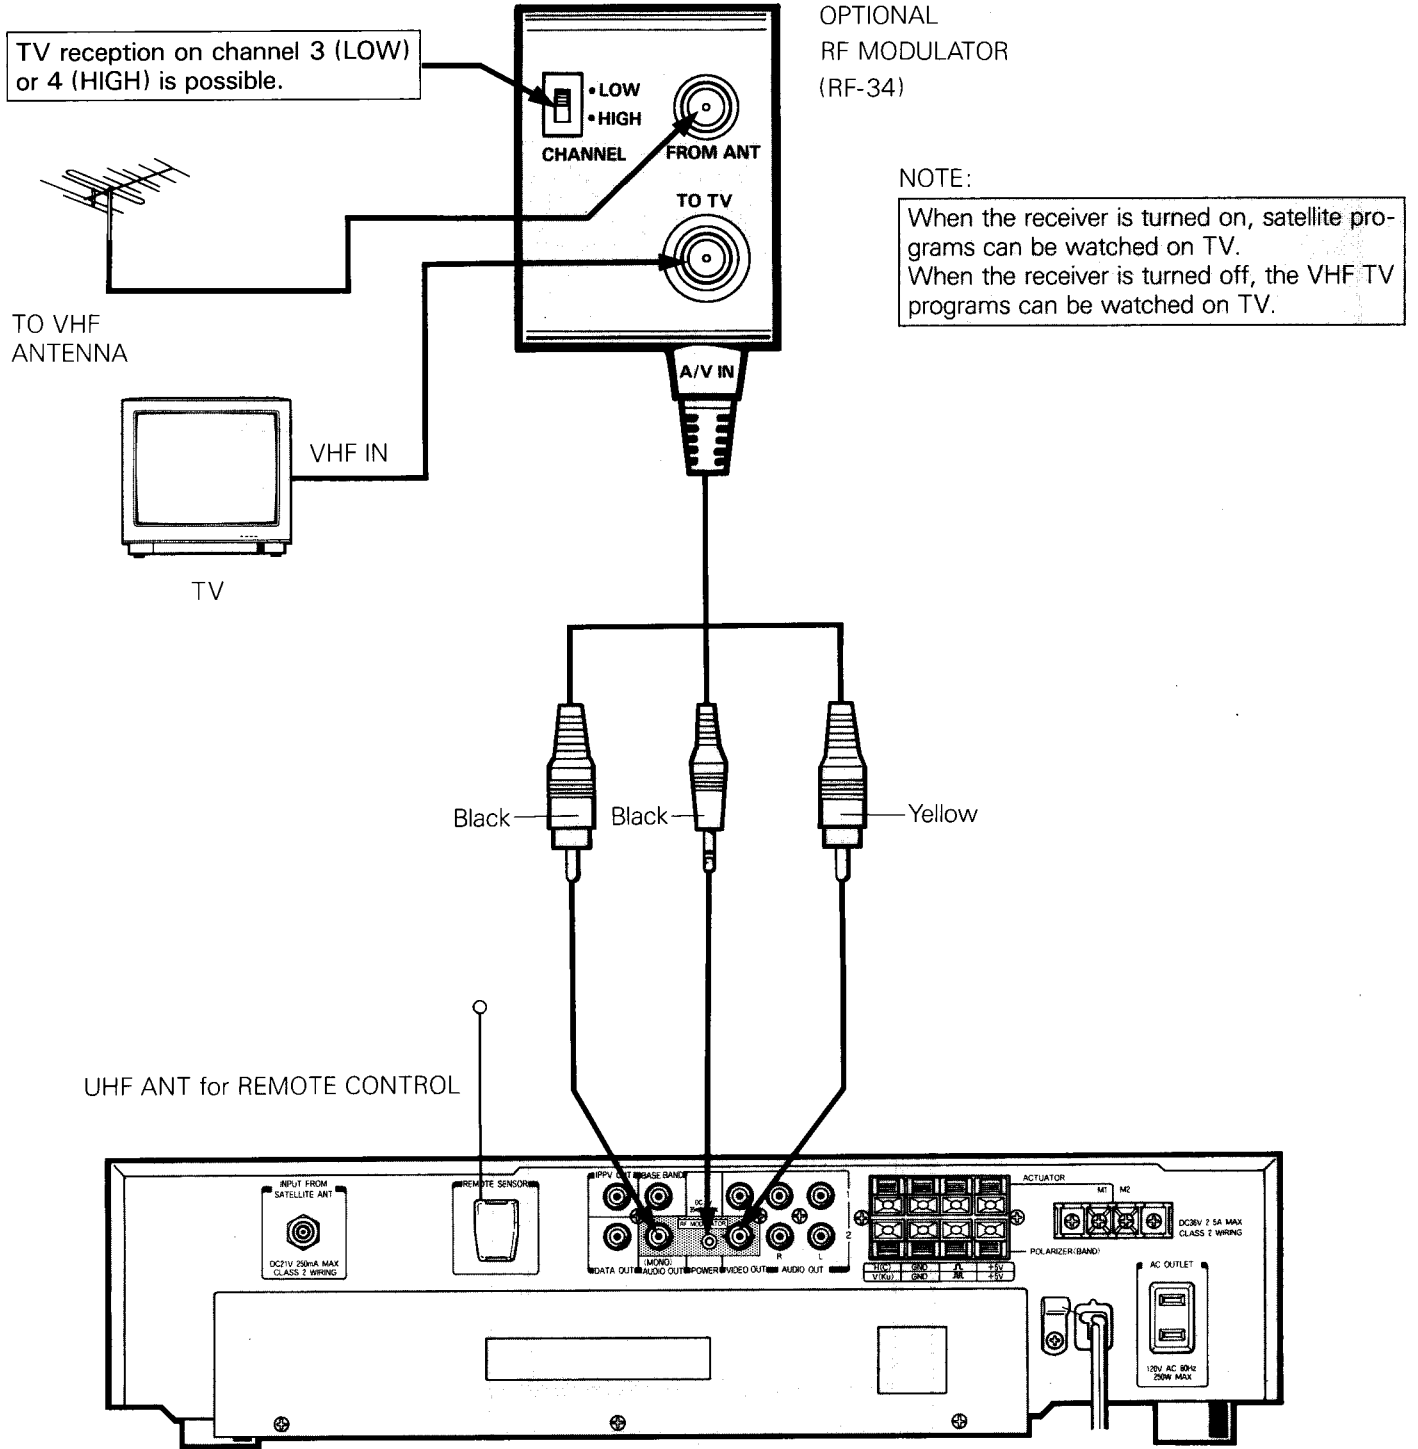 OPTIONAL
RF MODULATOR
(RF-34)
TV reception on channel 3 (LOW)
or 4 (HIGH) is possible.
• LOW
• HIGH
CHANNEL
FROM ANT
TO TV
A/V IN
NOTE:
When the receiver is turned on, satellite pro-
grams can be watched on TV.
When the receiver is turned off, the VHF TV
programs can be watched on TV.
TO VHF
ANTENNA
VHF IN
TV
Black
Black
Yellow
UHF ANT for REMOTE CONTROL
INPUT FROM
SATELLITE ANT
DC21V 250mA MAX
CLASS 2 WIRING
REMOTE SENSOR
IPPV OUT
BASE BAND
RF MODULATOR
1
2
R
L
DATA OUT
(MONO)
AUDIO OUT
POWER
VIDEO OUT
AUDIO OUT
ACTUATOR
M1
M2
DC36V 2.5A MAX
CLASS 2 WIRING
POLARIZER(BAND)
H(C) GND +5V
V(Ku) GND +5V
AC OUTLET
120V AC 60Hz
250W MAX